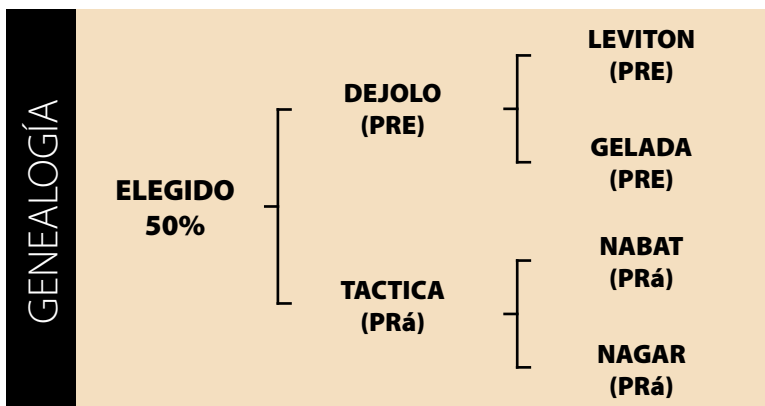 GENEALOGÍA
ELEGIDO
50%
DEJOLO
(PRE)
TACTICA
(PRá)
LEVITON
(PRE)
GELADA
(PRE)
NABAT
(PRá)
NAGAR
(PRá)